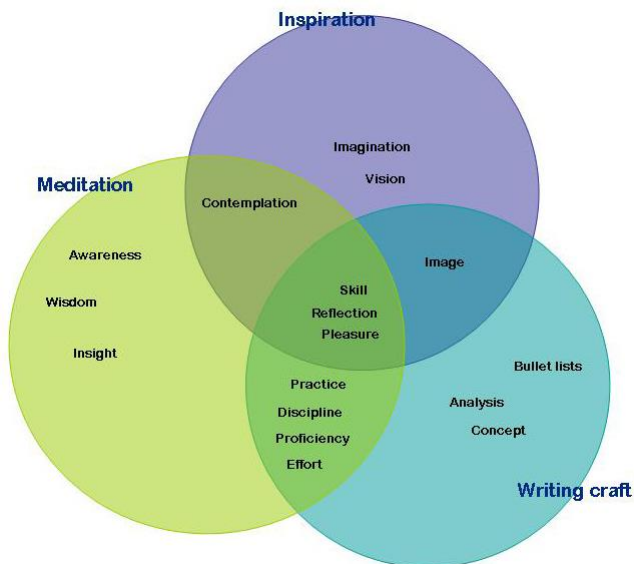 Inspiration
Imagination
Vision
Meditation
Contemplation
Awareness
Image
Skill
Wisdom
Reflection
Pleasure
Insight
Bullet lists
Practice
Analysis
Discipline
Concept
Proficiency
Effort
Writing craft